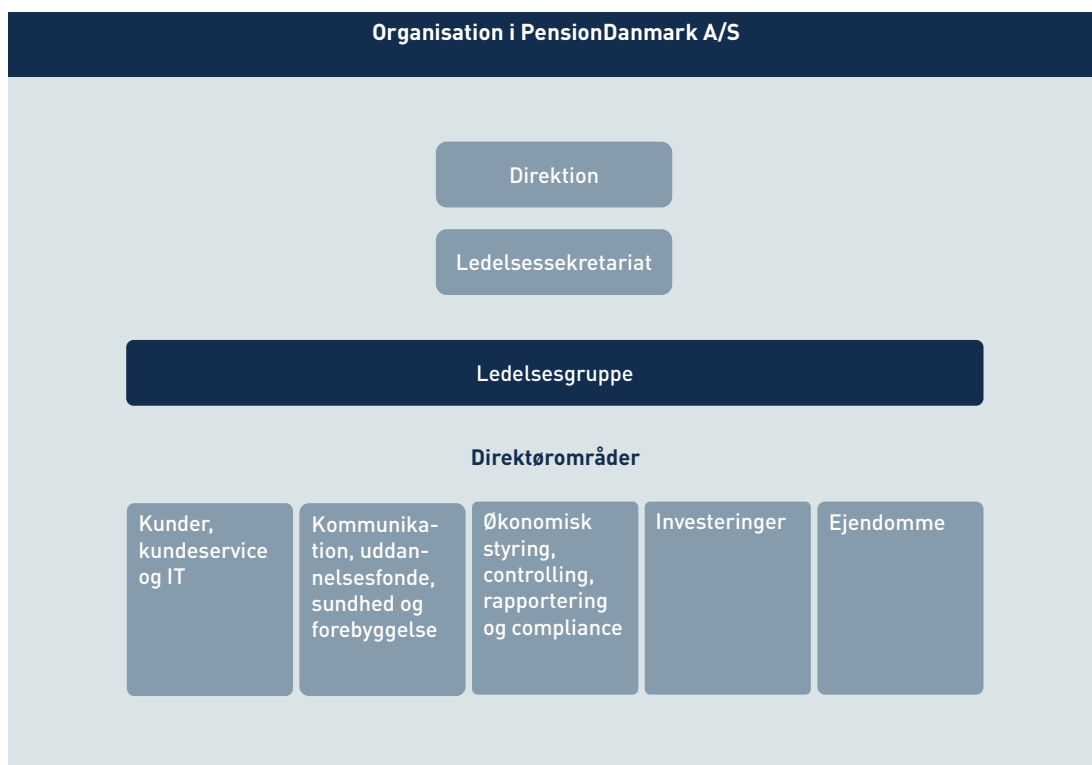 Organisation i PensionDanmark A/S
Direktion
Ledelsessekretariat
Ledelsesgruppe
Direktørområder
Kunder,
kundeservice
og IT
Kommunika-
tion, uddan-
nelsesfonde,
sundhed og
forebyggelse
Økonomisk
styring,
controlling,
rapportering
og compliance
Investeringer
Ejendomme